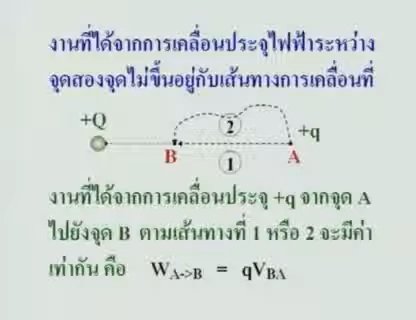 งานที่ได้จากการเคลื่อนประจุไฟฟ้าระหว่าง
จุดสองจุดไม่ขึ้นอยู่กับเส้นทางการเคลื่อนที่
+Q
2
+q
B
1
A
งานที่ได้จากการเคลื่อนประจุ +q จากจุด A
ไปยังจุด B ตามเส้นทางที่ 1 หรือ 2 จะมีค่า
เท่ากัน คือ W_A->B = qV_BA